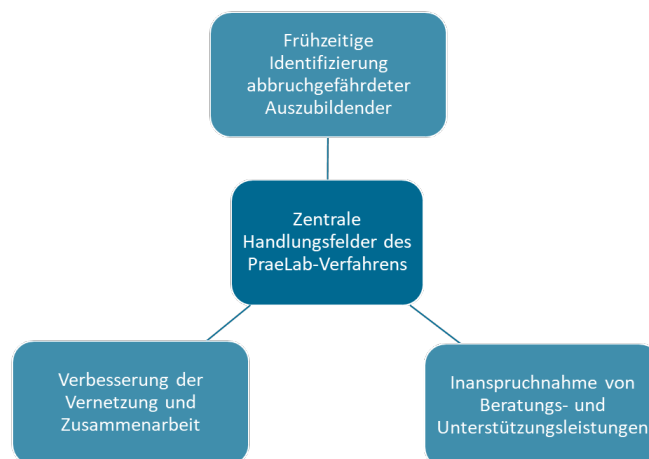 Frühzeitige
Identifizierung
abbruchgefährdeter
Auszubildender
Zentrale
Handlungsfelder des
PraeLab-Verfahrens
Verbesserung der
Vernetzung und
Zusammenarbeit
Inanspruchnahme von
Beratungs- und
Unterstützungsleistungen